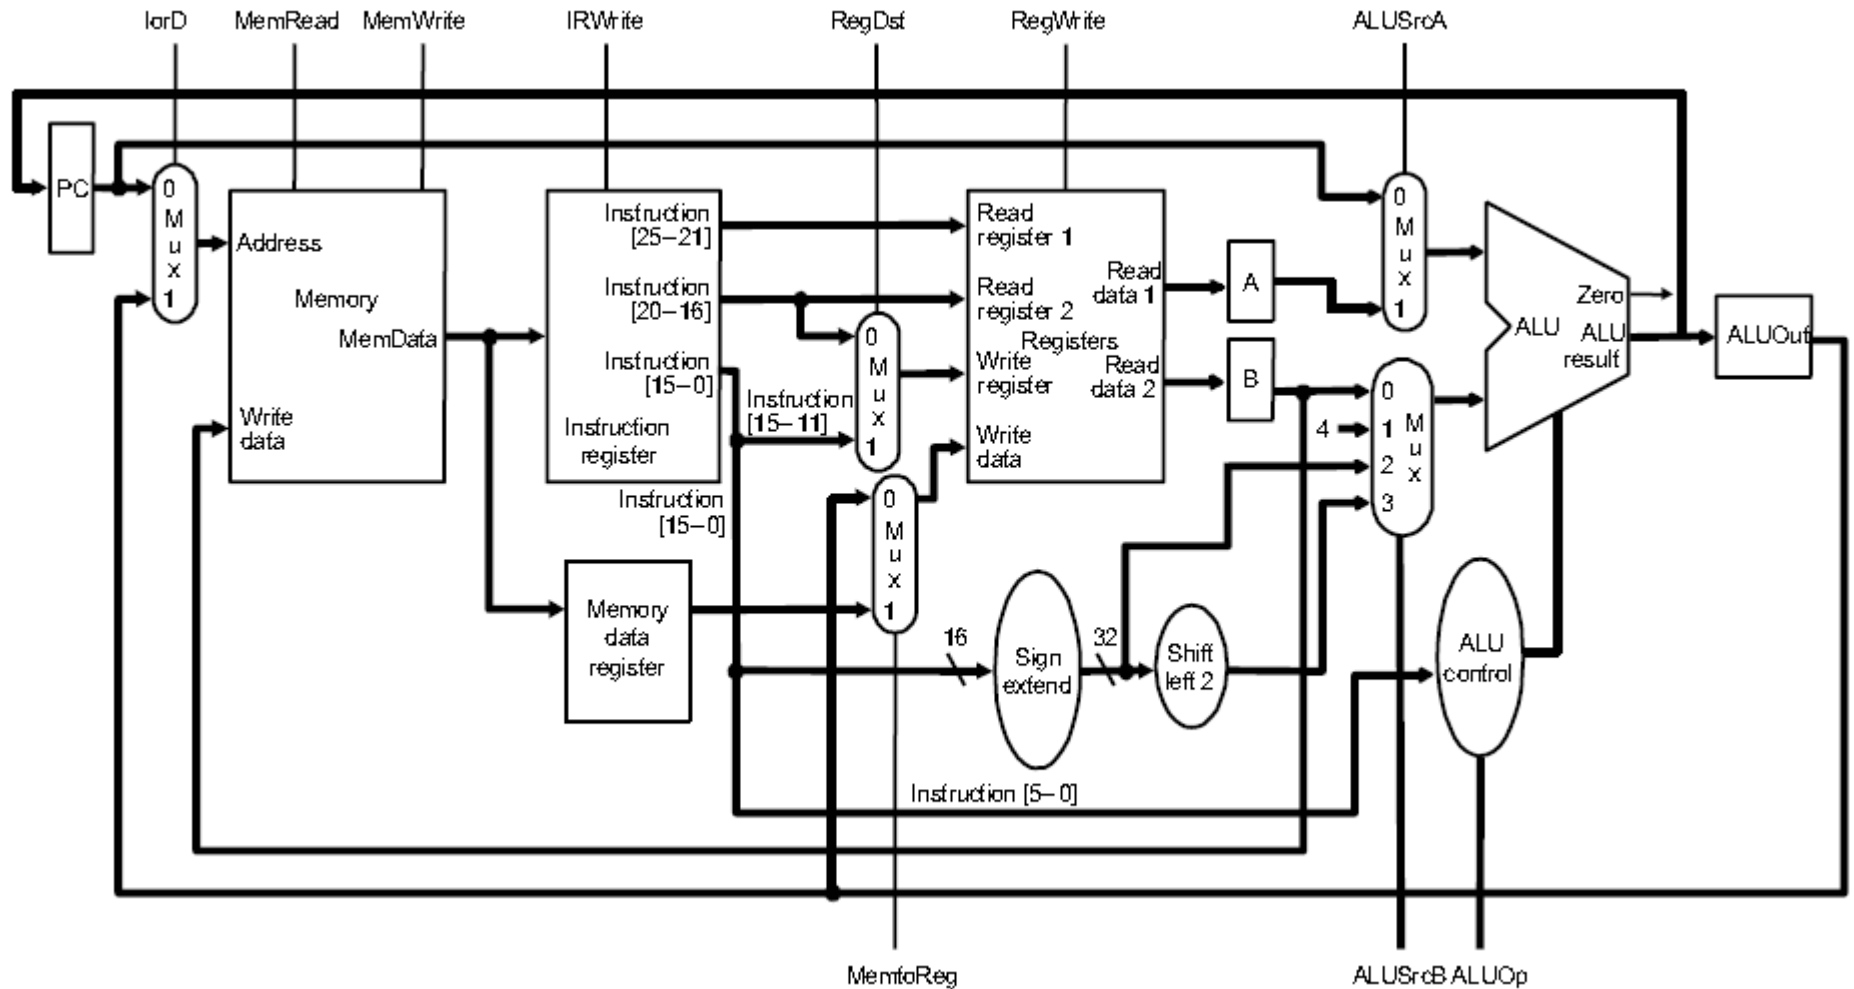 IorD MemRead MemWrite IRWrite RegDst RegWrite ALUSrcA
PC
0
M
u
x
1
Address
Memory
MemData
Write
data
Instruction
[25–21]
Instruction
[20–16]
Instruction
[15–0]
Instruction
register
Instruction
[15–0]
Instruction
[15–11]
Memory
data
register
0
M
u
x
1
0
M
u
x
1
Read
register 1
Read
register 2
Registers
Write
register
Write
data
Read
data 1
Read
data 2
16
Sign
extend
32
Shift
left 2
Instruction [5–0]
A
B
4
0
M
u
x
1
0
1
2
3
M
u
x
ALU
Zero
ALU
result
ALUOut
ALU
control
MemtoReg ALUSrcB ALUOp